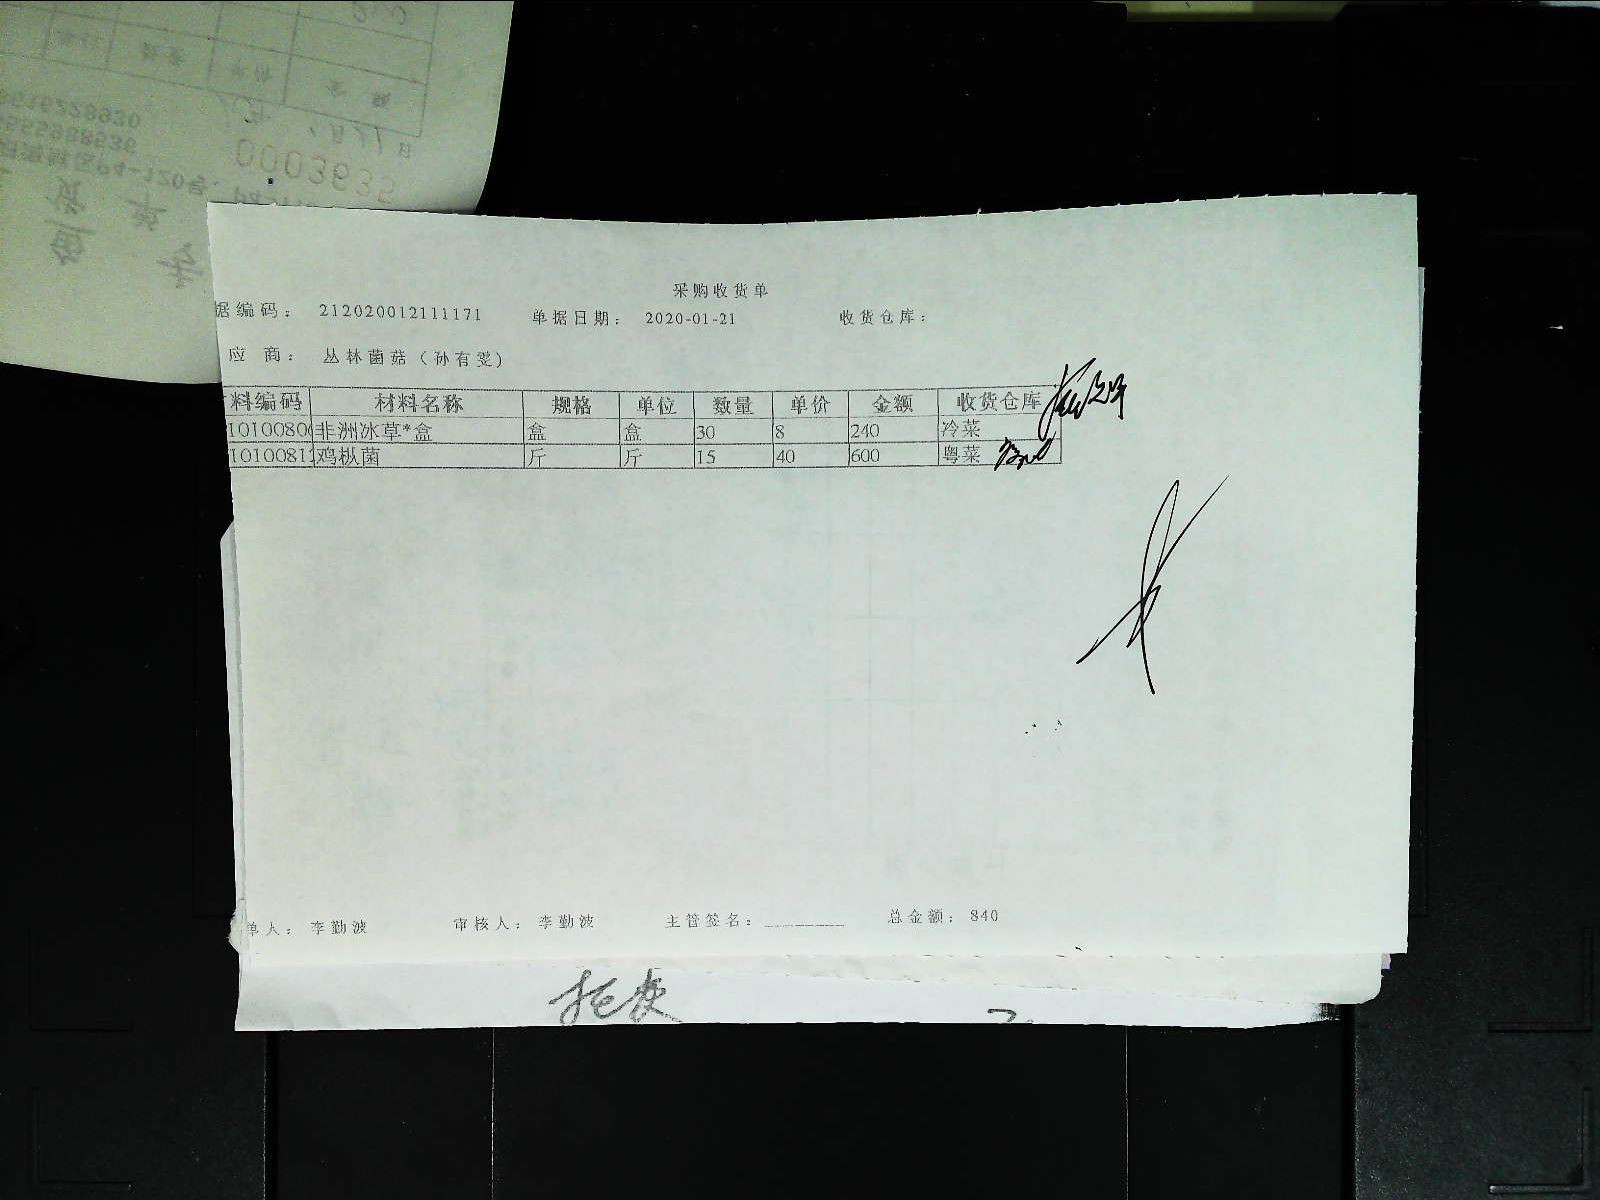 采购收货单
据编码： 212020012111171 单据日期： 2020-01-21 收货仓库：
应 商： 丛林菌菇（孙有雯）
料编码 材料名称 规格 单位 数量 单价 金额 收货仓库
1010080 非洲冰草*盒 盒 盒 30 8 240 冷菜
1010081 鸡枞菌 斤 斤 15 40 600 粤菜
单人： 李勤波 审核人： 李勤波 主管签名：________ 总金额： 840
0003635